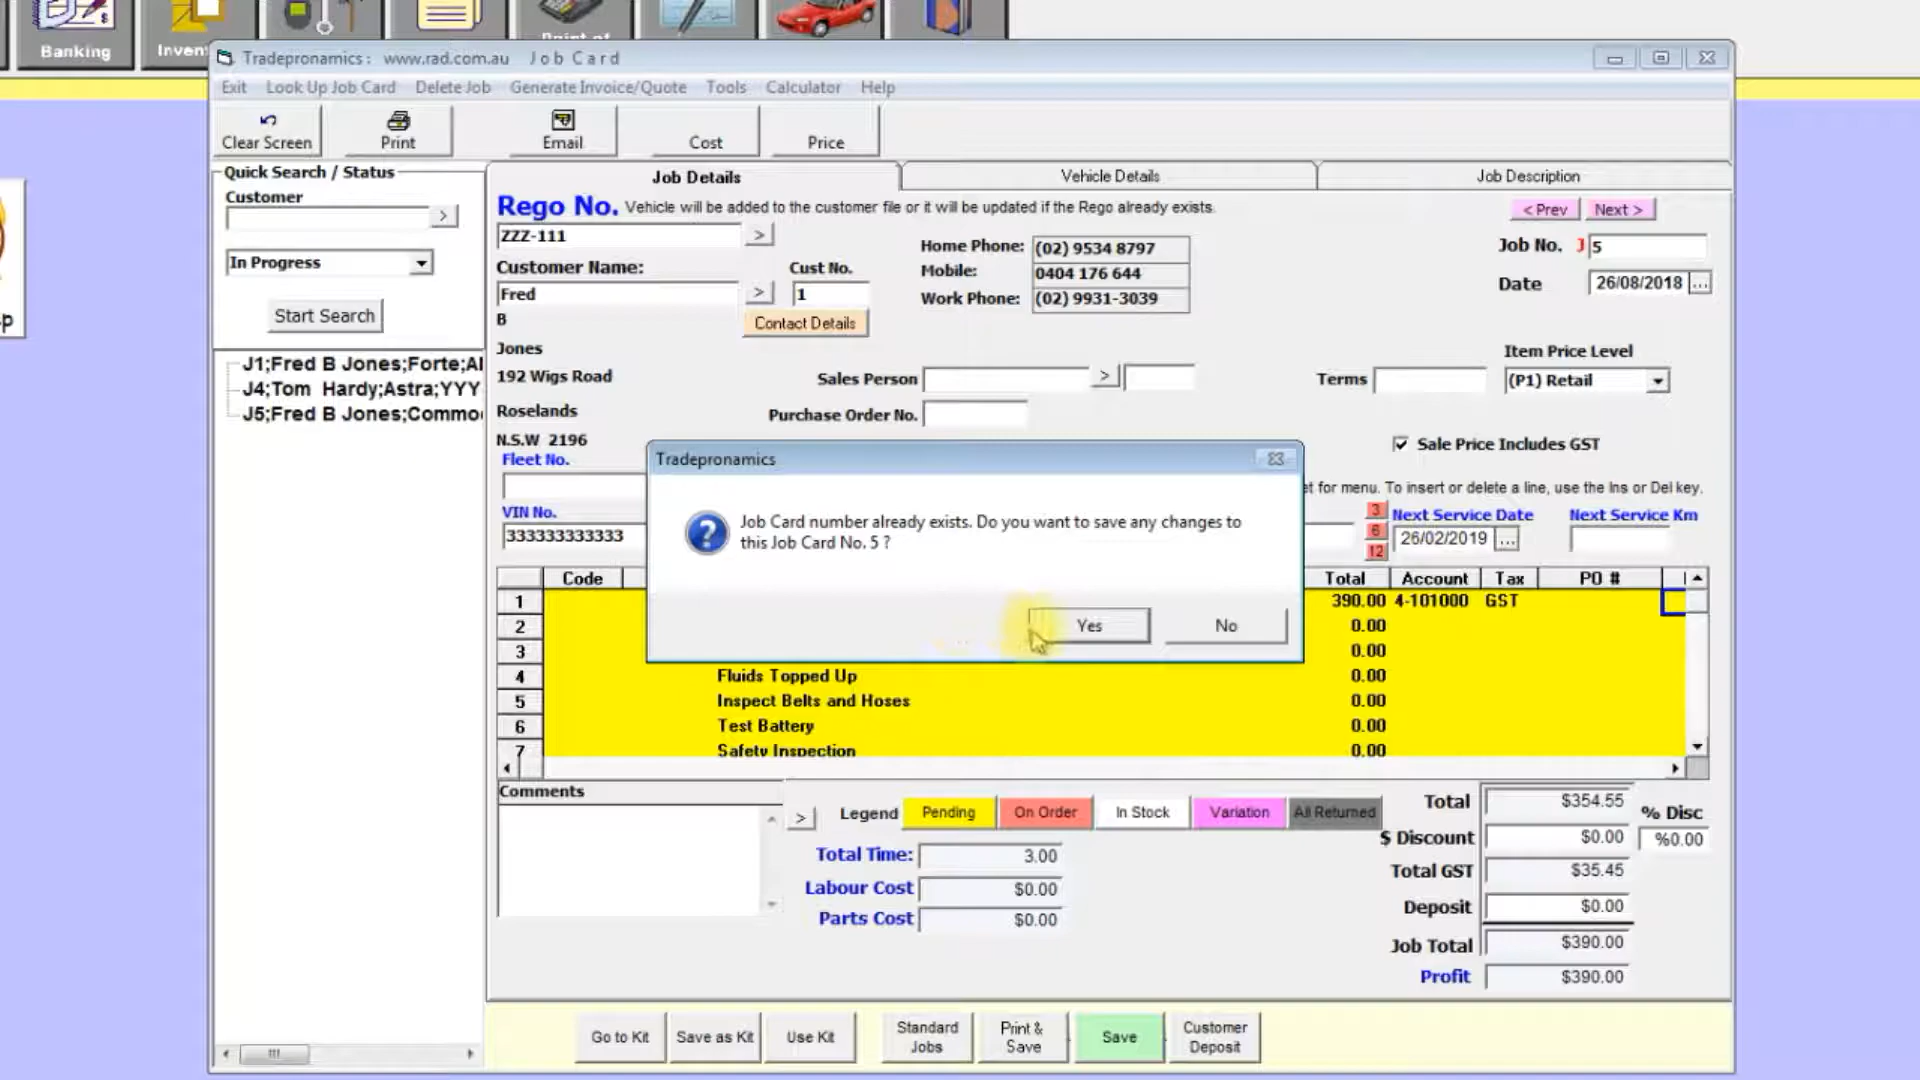 Banking
Tradepronamics : www.rad.com.au Job Card
Exit Look Up Job Card Delete Job Generate Invoice/Quote Tools Calculator Help
Clear Screen Print Email Cost Price
Quick Search / Status
Customer
>
In Progress
Start Search
J1;Fred B Jones;Forte;
J4;Tom Hardy;Astra;YYY
J5;Fred B Jones;
Job Details Vehicle Details Job Description
Rego No. Vehicle will be added to the customer file or it will be updated if the Rego already exists.
< Prev Next >
ZZZ-111 >
Job No. J 5
Customer Name: Cust No.
Fred > 1
B
Contact Details
Jones
192 Wigs Road
Roselands
N.S.W 2196
Home Phone: (02) 9534 8797
Mobile: 0404 176 644
Work Phone: (02) 9931-3039
Date 26/08/2018 ...
Item Price Level
Sales Person > Terms (P1) Retail
Purchase Order No.
Sale Price Includes GST
Fleet No.
for menu. To insert or delete a line, use the Ins or Del key.
VIN No.
333333333333
3
6
12
Next Service Date Next Service Km
26/02/2019 ...
Tradepronamics
Job Card number already exists. Do you want to save any changes to
this Job Card No. 5 ?
Yes No
Code Total Account Tax PO #
1 390.00 4-101000 GST
2 0.00
3 0.00
4 Fluids Topped Up 0.00
5 Inspect Belts and Hoses 0.00
6 Test Battery 0.00
7 Safety Inspection 0.00
Comments
> Legend Pending On Order In Stock Variation All Returned
Total Time: 3.00
Labour Cost $0.00
Parts Cost $0.00
Total $354.55 % Disc
$ Discount $0.00 %0.00
Total GST $35.45
Deposit $0.00
Job Total $390.00
Profit $390.00
Go to Kit Save as Kit Use Kit Standard Jobs Print & Save Save Customer Deposit